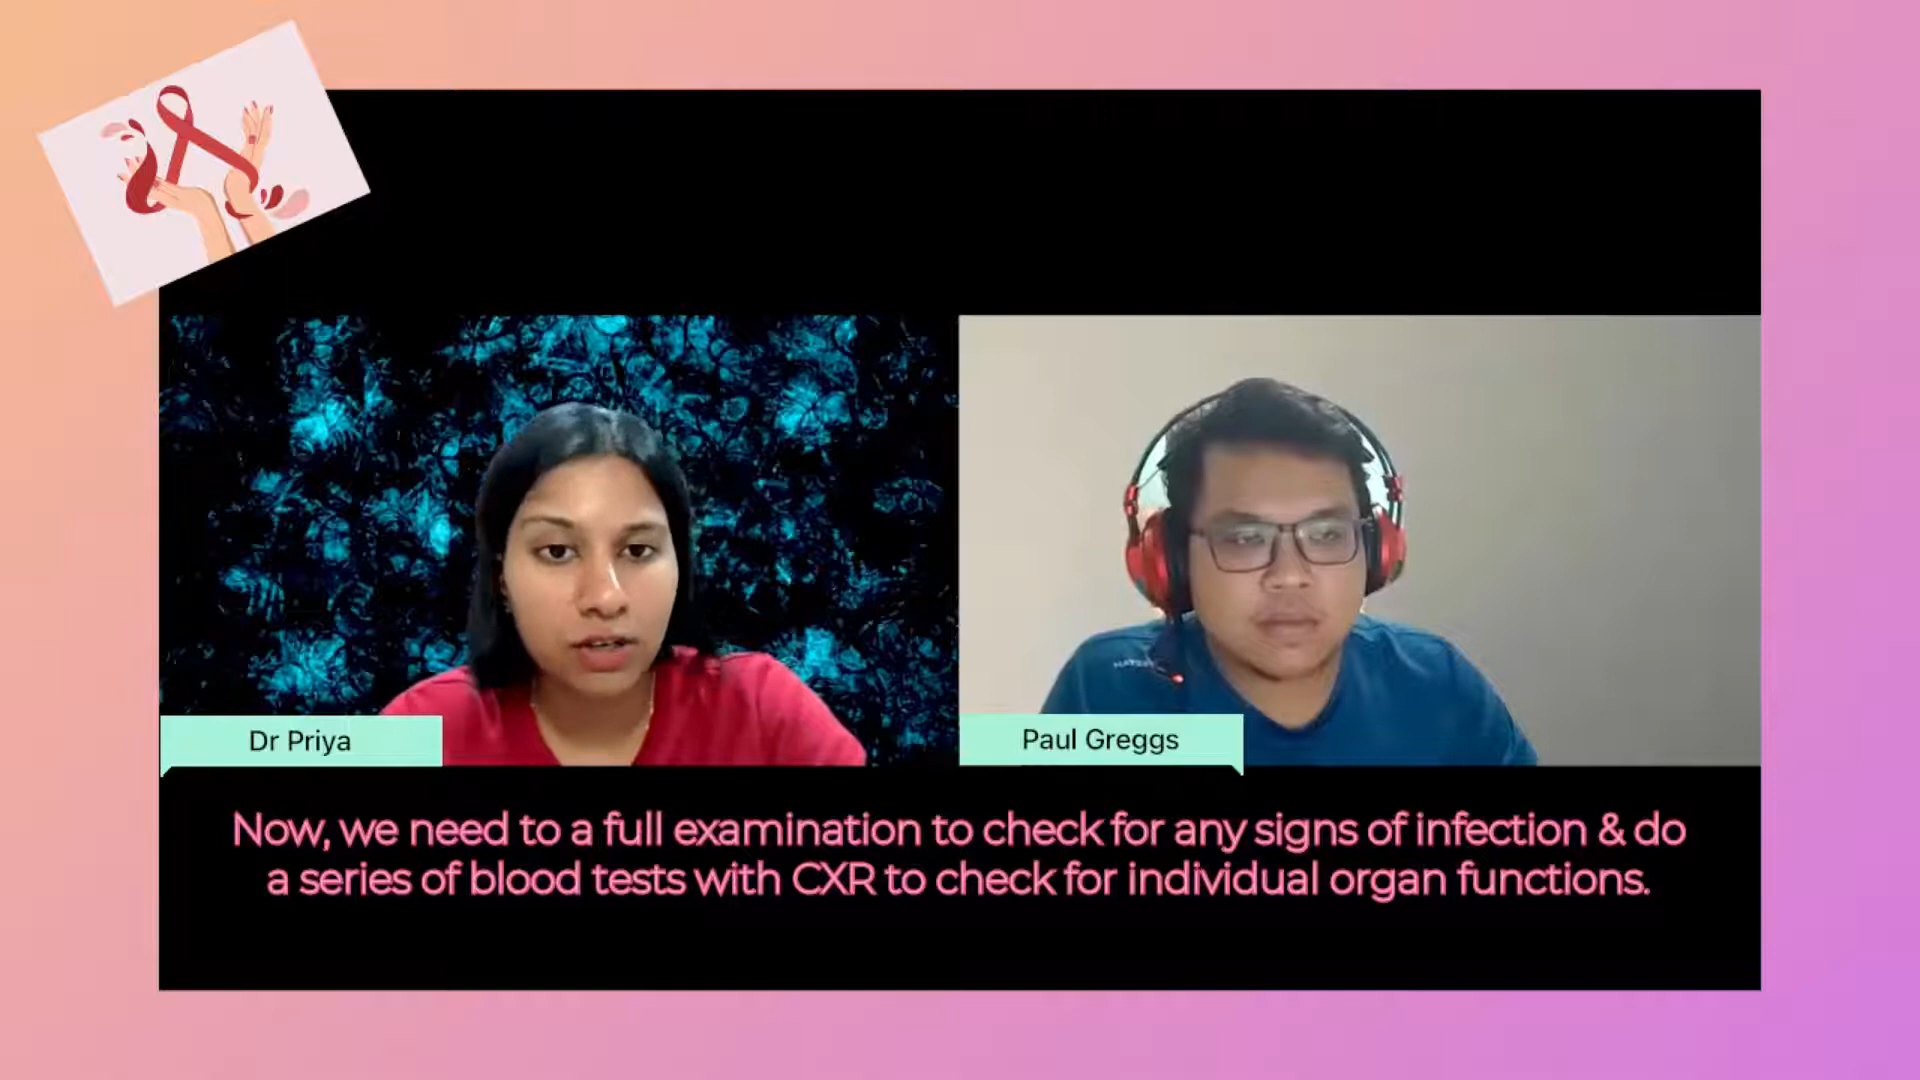 Dr Priya
Paul Greggs
Now, we need to a full examination to check for any signs of infection & do
a series of blood tests with CXR to check for individual organ functions.